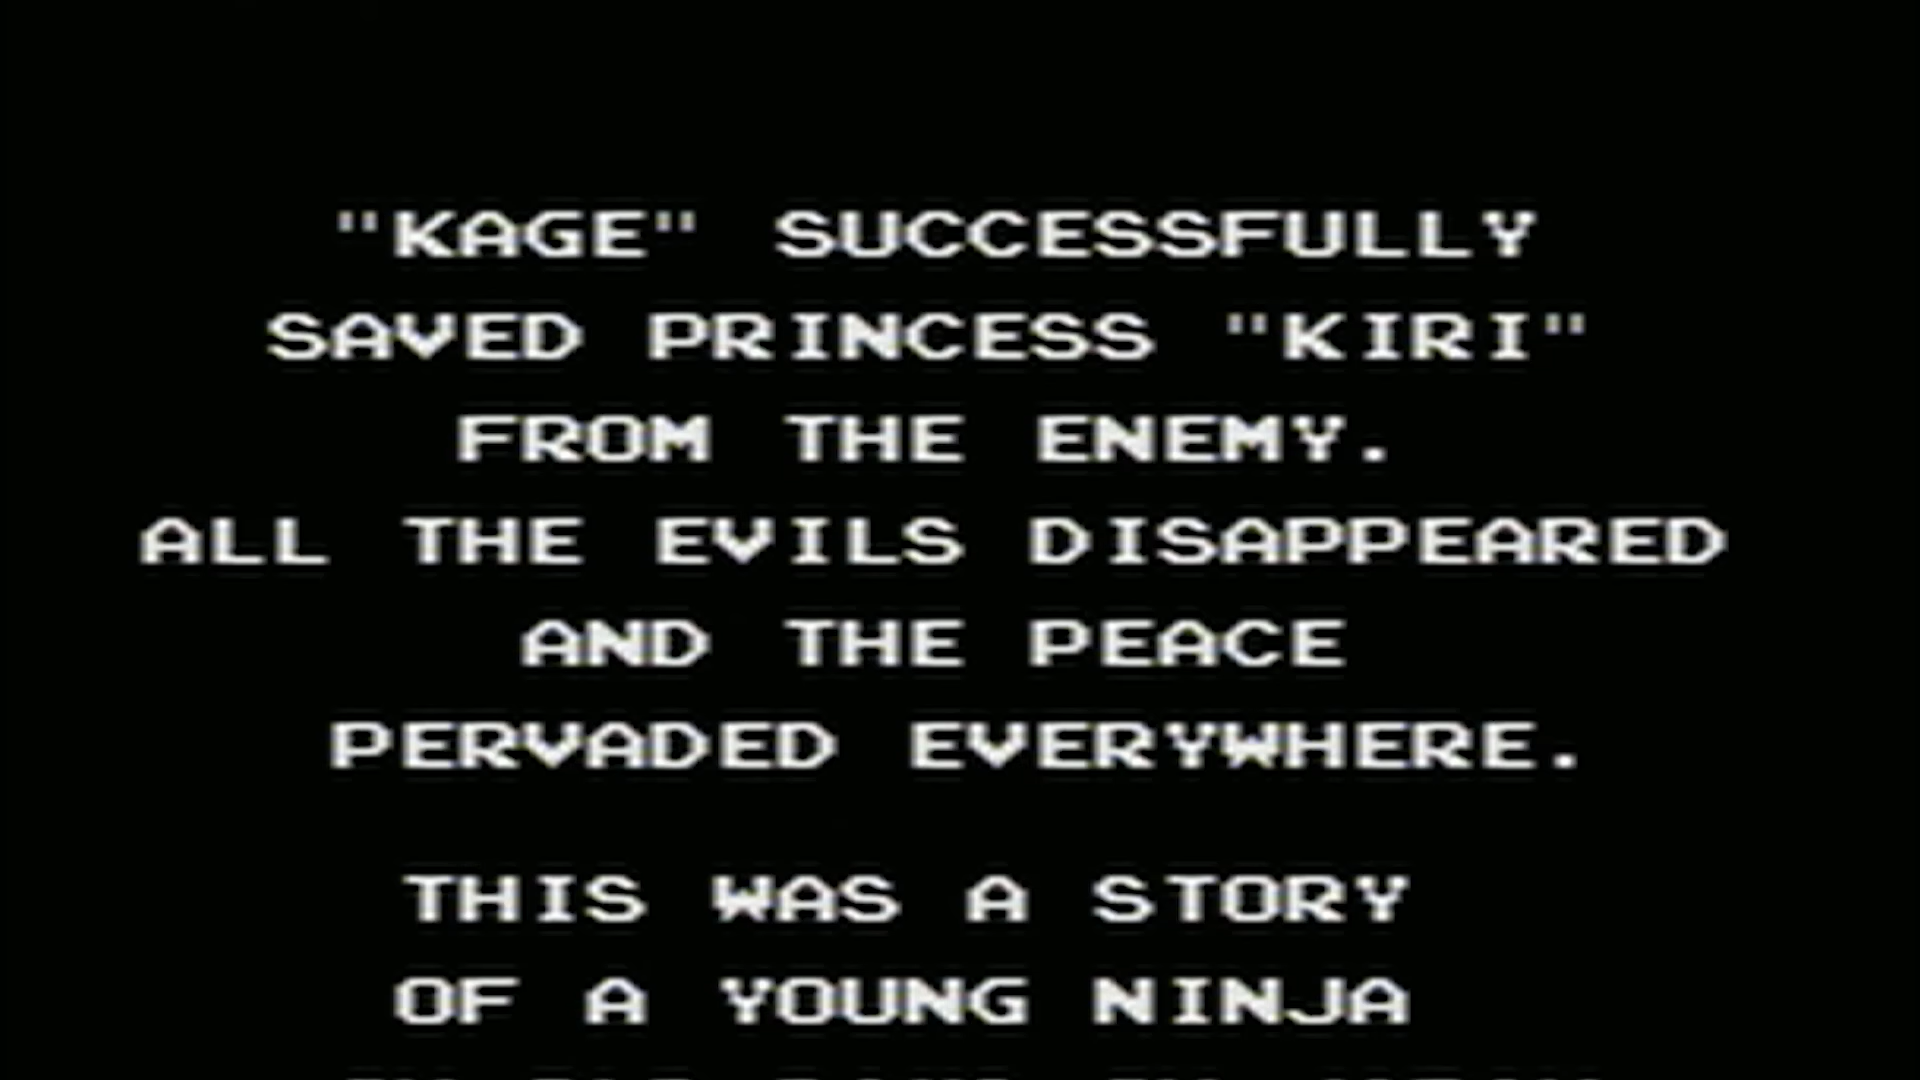 "KAGE" SUCCESSFULLY
SAVED PRINCESS "KIRI"
FROM THE ENEMY.
ALL THE EVILS DISAPPEARED
AND THE PEACE
PERVADED EVERYWHERE.
THIS WAS A STORY
OF A YOUNG NINJA